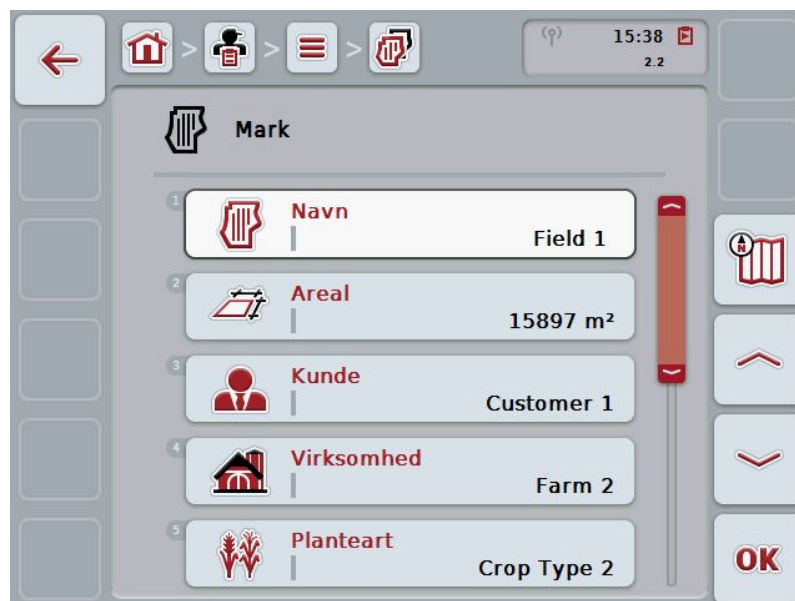 15:38
2.2
Mark
1
Navn
Field 1
2
Areal
15897 m²
3
Kunde
Customer 1
4
Virksomhed
Farm 2
5
Planteart
Crop Type 2
N
OK